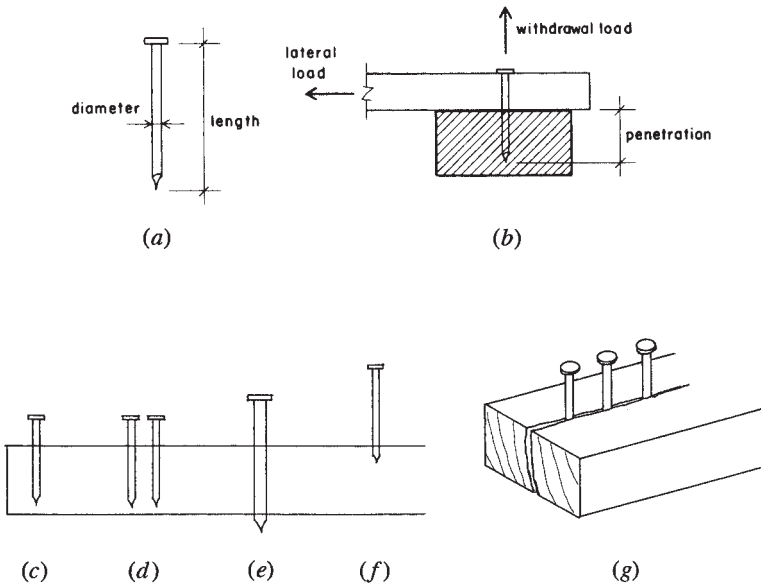 diameter
length
(a)
withdrawal load
lateral
load
penetration
(b)
(c)
(d)
(e)
(f)
(g)